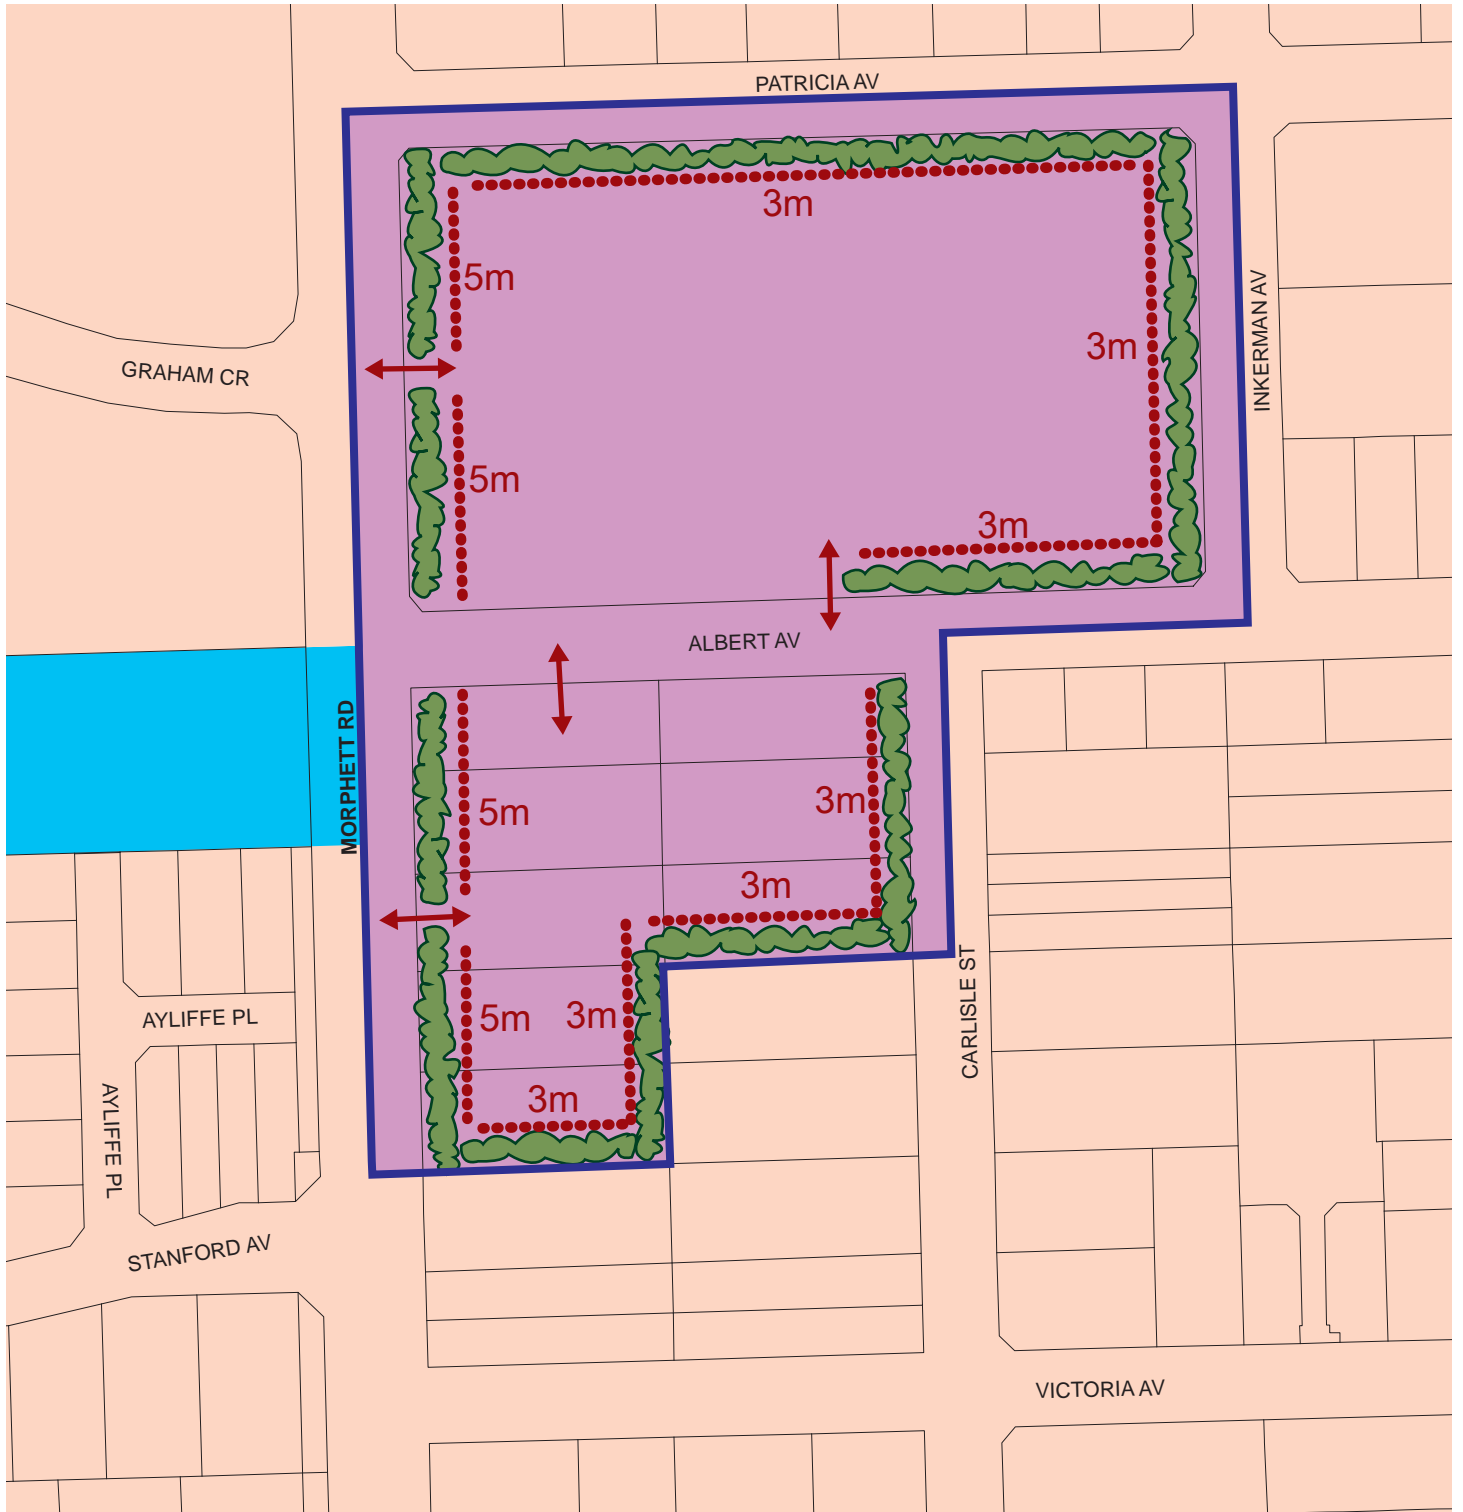 PATRICIA AV
3m
5m
INKERMAN AV
3m
GRAHAM CR
5m
3m
ALBERT AV
MORPHETT RD
5m
3m
3m
CARLISLE ST
AYLIFFE PL
5m
3m
AYLIFFE PL
3m
STANFORD AV
VICTORIA AV